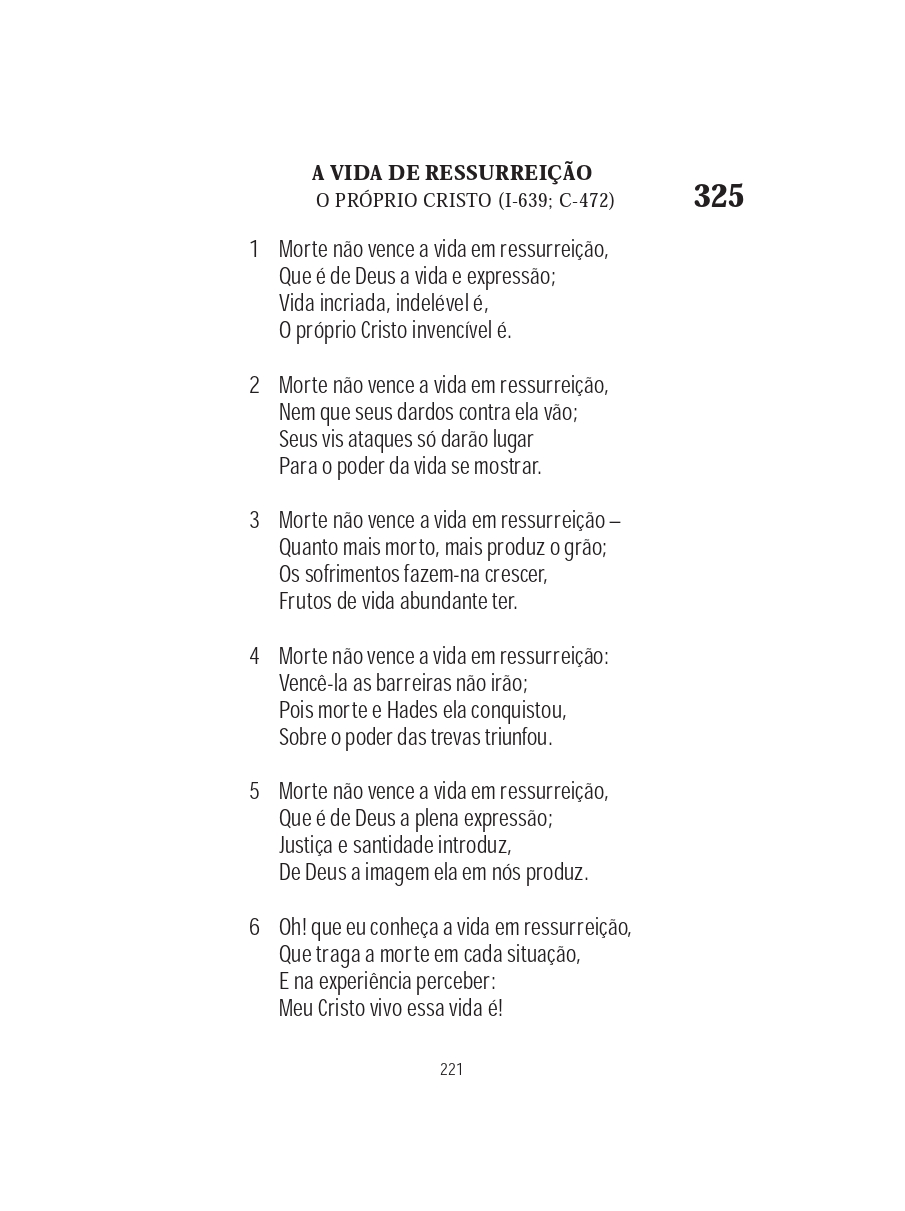 A VIDA DE RESSURREIÇÃO
O PRÓPRIO CRISTO (I-639; C-472)
325
1 Morte não vence a vida em ressurreição,
Que é de Deus a vida e expressão;
Vida incriada, indelével é,
O próprio Cristo invencível é.
2 Morte não vence a vida em ressurreição,
Nem que seus dardos contra ela vão;
Seus vis ataques só darão lugar
Para o poder da vida se mostrar.
3 Morte não vence a vida em ressurreição –
Quanto mais morto, mais produz o grão;
Os sofrimentos fazem-na crescer,
Frutos de vida abundante ter.
4 Morte não vence a vida em ressurreição:
Vencê-la as barreiras não irão;
Pois morte e Hades ela conquistou,
Sobre o poder das trevas triunfou.
5 Morte não vence a vida em ressurreição,
Que é de Deus a plena expressão;
Justiça e santidade introduz,
De Deus a imagem ela em nós produz.
6 Oh! que eu conheça a vida em ressurreição,
Que traga a morte em cada situação,
E na experiência perceber:
Meu Cristo vivo essa vida é!
221